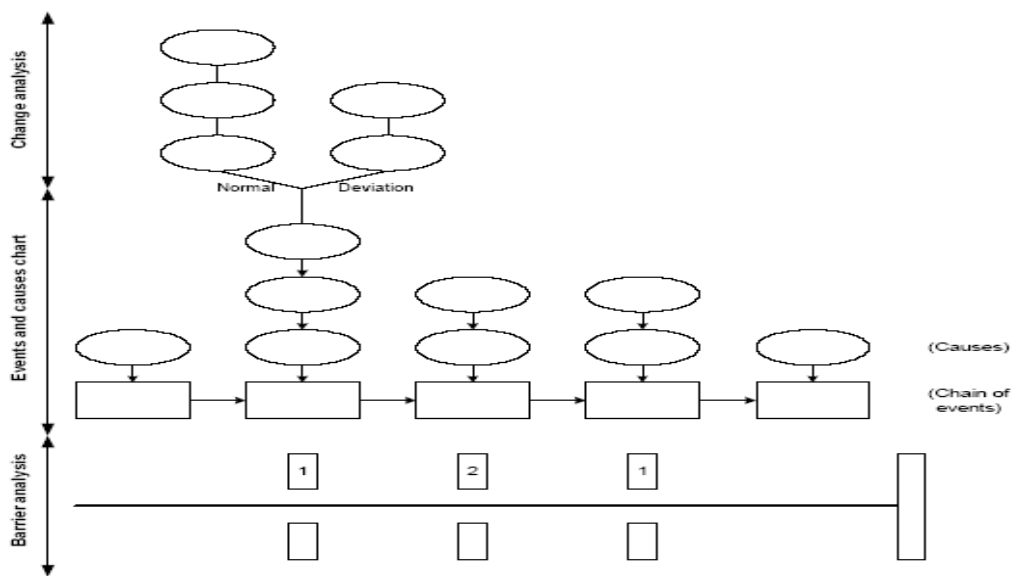 Change analysis
Normal
Deviation
Events and causes chart
(Causes)
(Chain of
events)
Barrier analysis
1
2
1